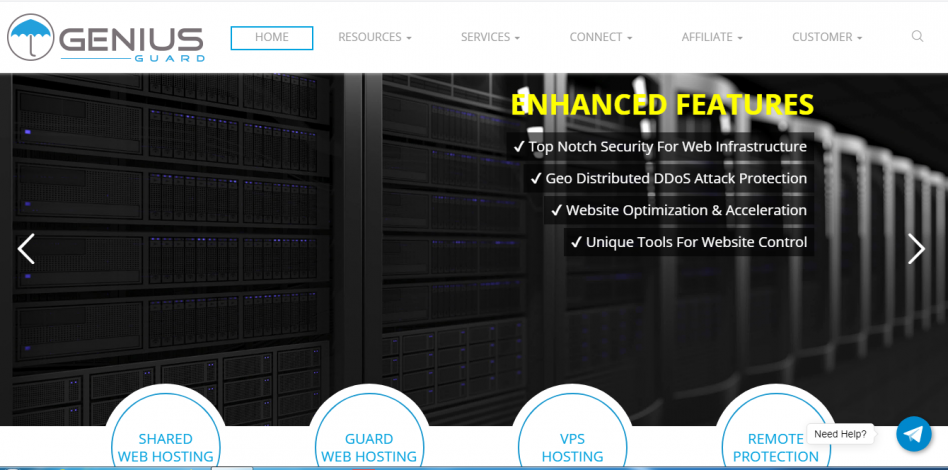 GENIUS
GUARD
HOME
RESOURCES
SERVICES
CONNECT
AFFILIATE
CUSTOMER
ENHANCED FEATURES
✓ Top Notch Security For Web Infrastructure
✓ Geo Distributed DDoS Attack Protection
✓ Website Optimization & Acceleration
✓ Unique Tools For Website Control
SHARED
WEB HOSTING
GUARD
WEB HOSTING
VPS
HOSTING
REMOTE
PROTECTION
Need Help?